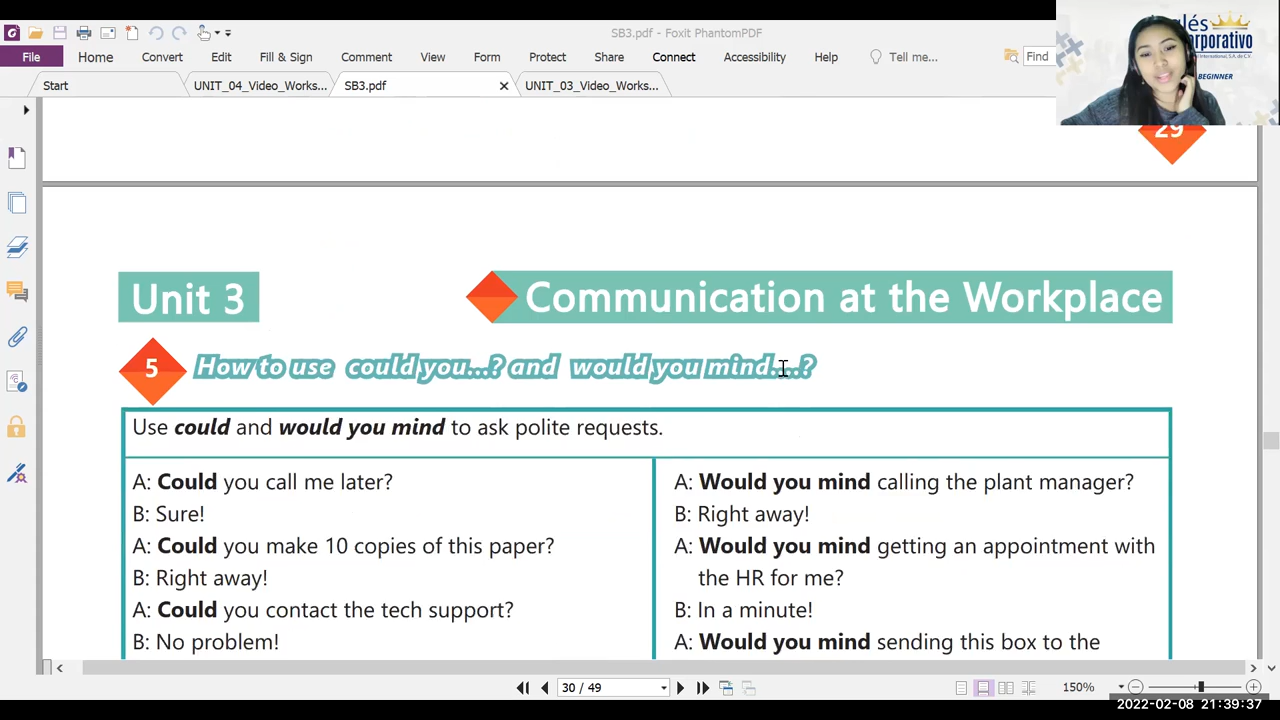 SB3.pdf - Foxit PhantomPDF
File Home Convert Edit Fill & Sign Comment View Form Protect Share Connect Accessibility Help Tell me... Find
Start UNIT_04_Video_Works... SB3.pdf UNIT_03_Video_Works...
BEGINNER
29
Unit 3
Communication at the Workplace
5 How to use could you...? and would you mind....?
Use could and would you mind to ask polite requests.
A: Could you call me later?
B: Sure!
A: Could you make 10 copies of this paper?
B: Right away!
A: Could you contact the tech support?
B: No problem!
A: Would you mind calling the plant manager?
B: Right away!
A: Would you mind getting an appointment with
the HR for me?
B: In a minute!
A: Would you mind sending this box to the
30 / 49
150%
2022-02-08 21:39:37